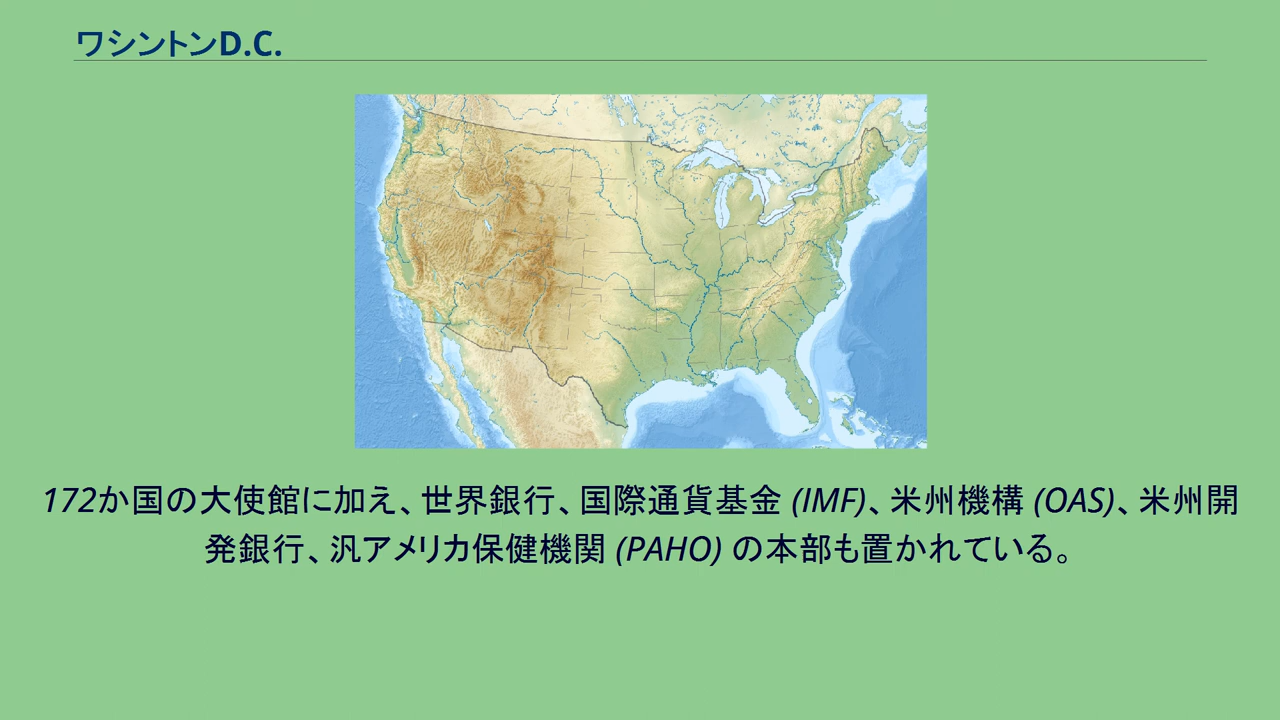 ワシントンD.C.
172か国の大使館に加え、世界銀行、国際通貨基金 (IMF)、米州機構 (OAS)、米州開
発銀行、汎アメリカ保健機関 (PAHO) の本部も置かれている。